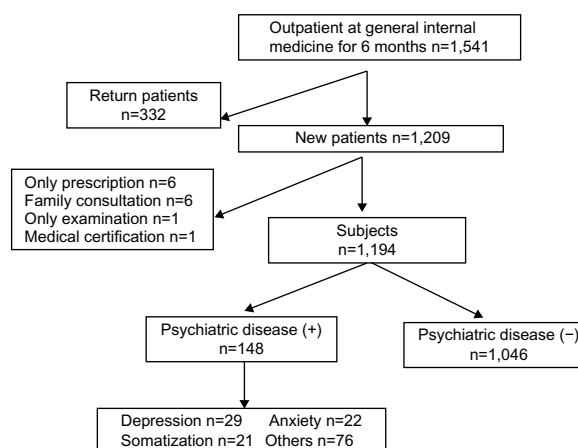 Outpatient at general internal
medicine for 6 months n=1,541
Return patients
n=332
New patients n=1,209
Only prescription n=6
Family consultation n=6
Only examination n=1
Medical certification n=1
Subjects
n=1,194
Psychiatric disease (+)
n=148
Psychiatric disease (−)
n=1,046
Depression n=29 Anxiety n=22
Somatization n=21 Others n=76